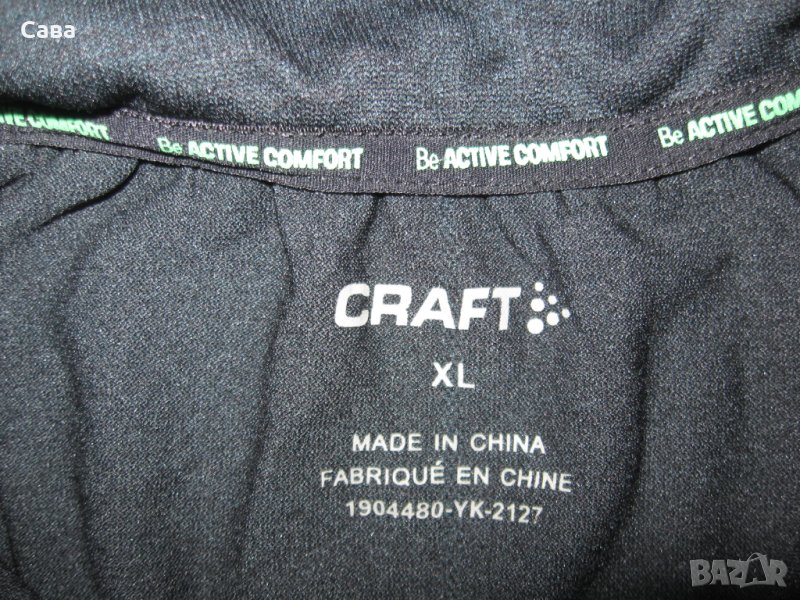 Сава
ACTIVE COMFORT
Be ACTIVE COMFORT
Be ACTIVE COMFORT
Be ACTIVE COMFORT
CRAFT
XL
MADE IN CHINA
FABRIQUÉ EN CHINE
1904480-YK-2127
BAZAR